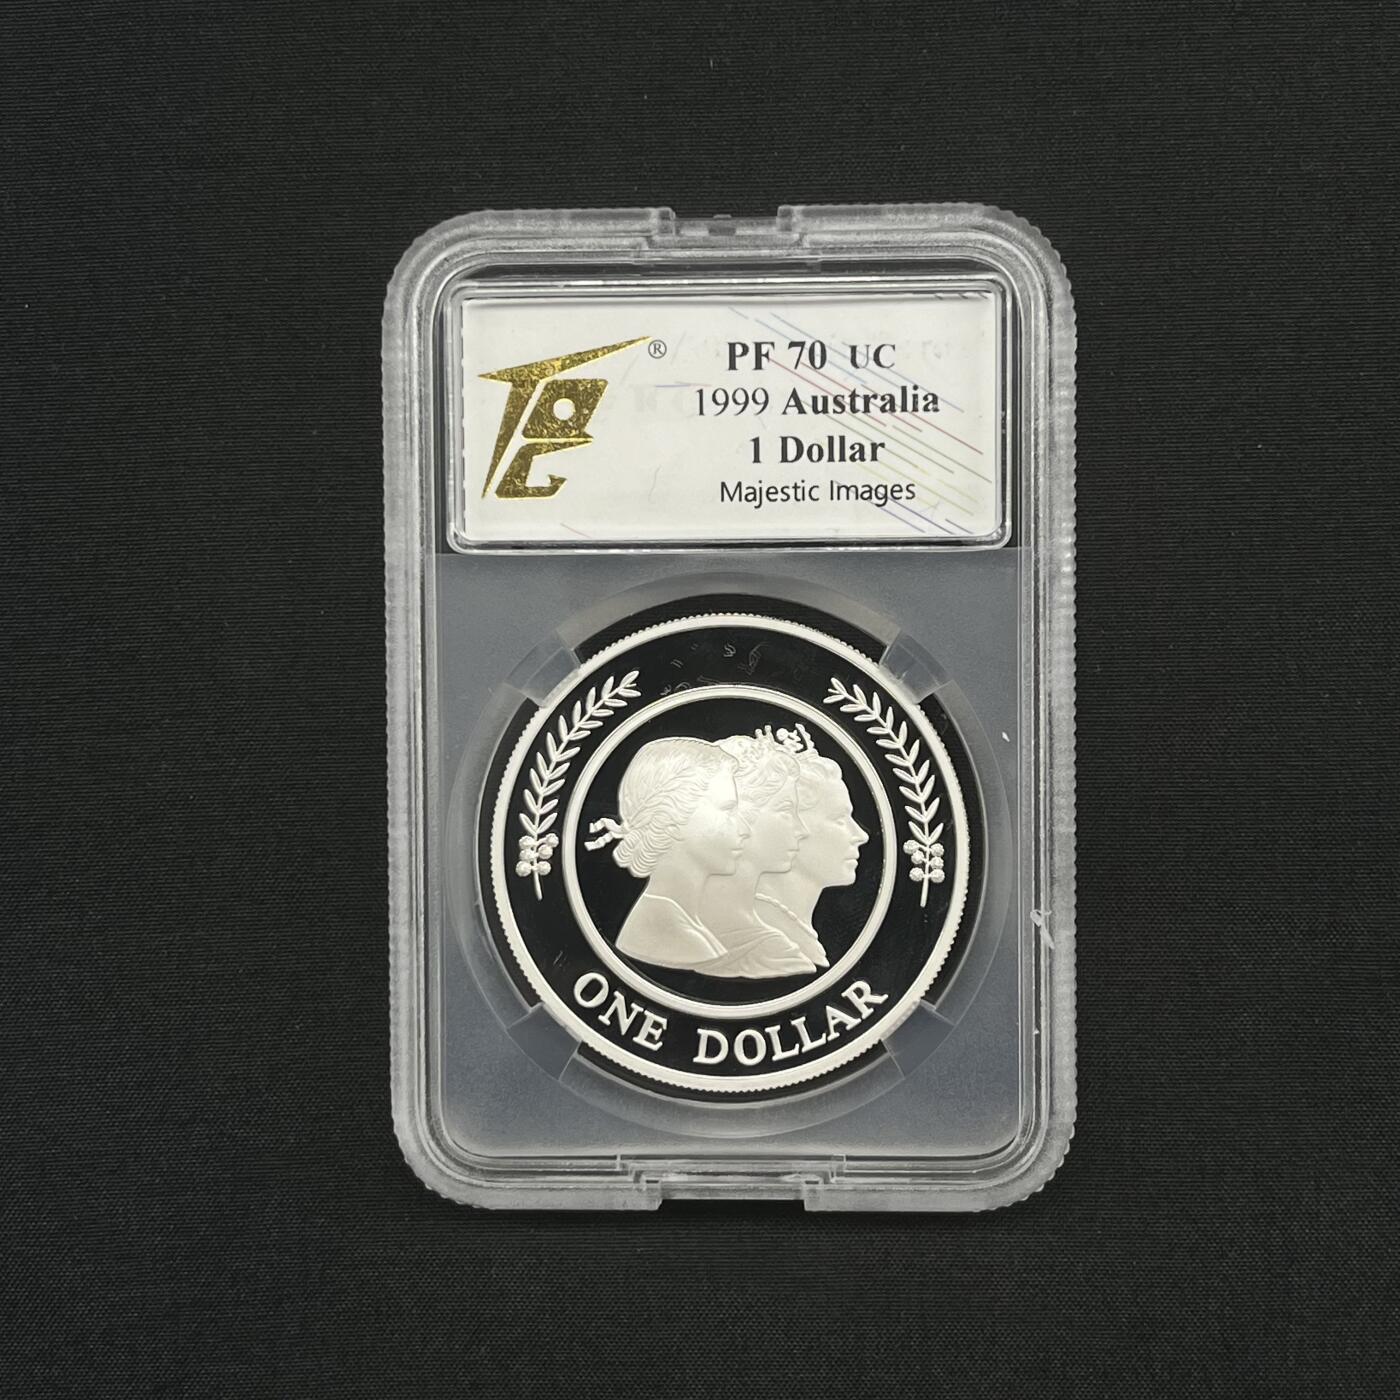 ®
PF 70 UC
1999 Australia
1 Dollar
Majestic Images
ONE DOLLAR